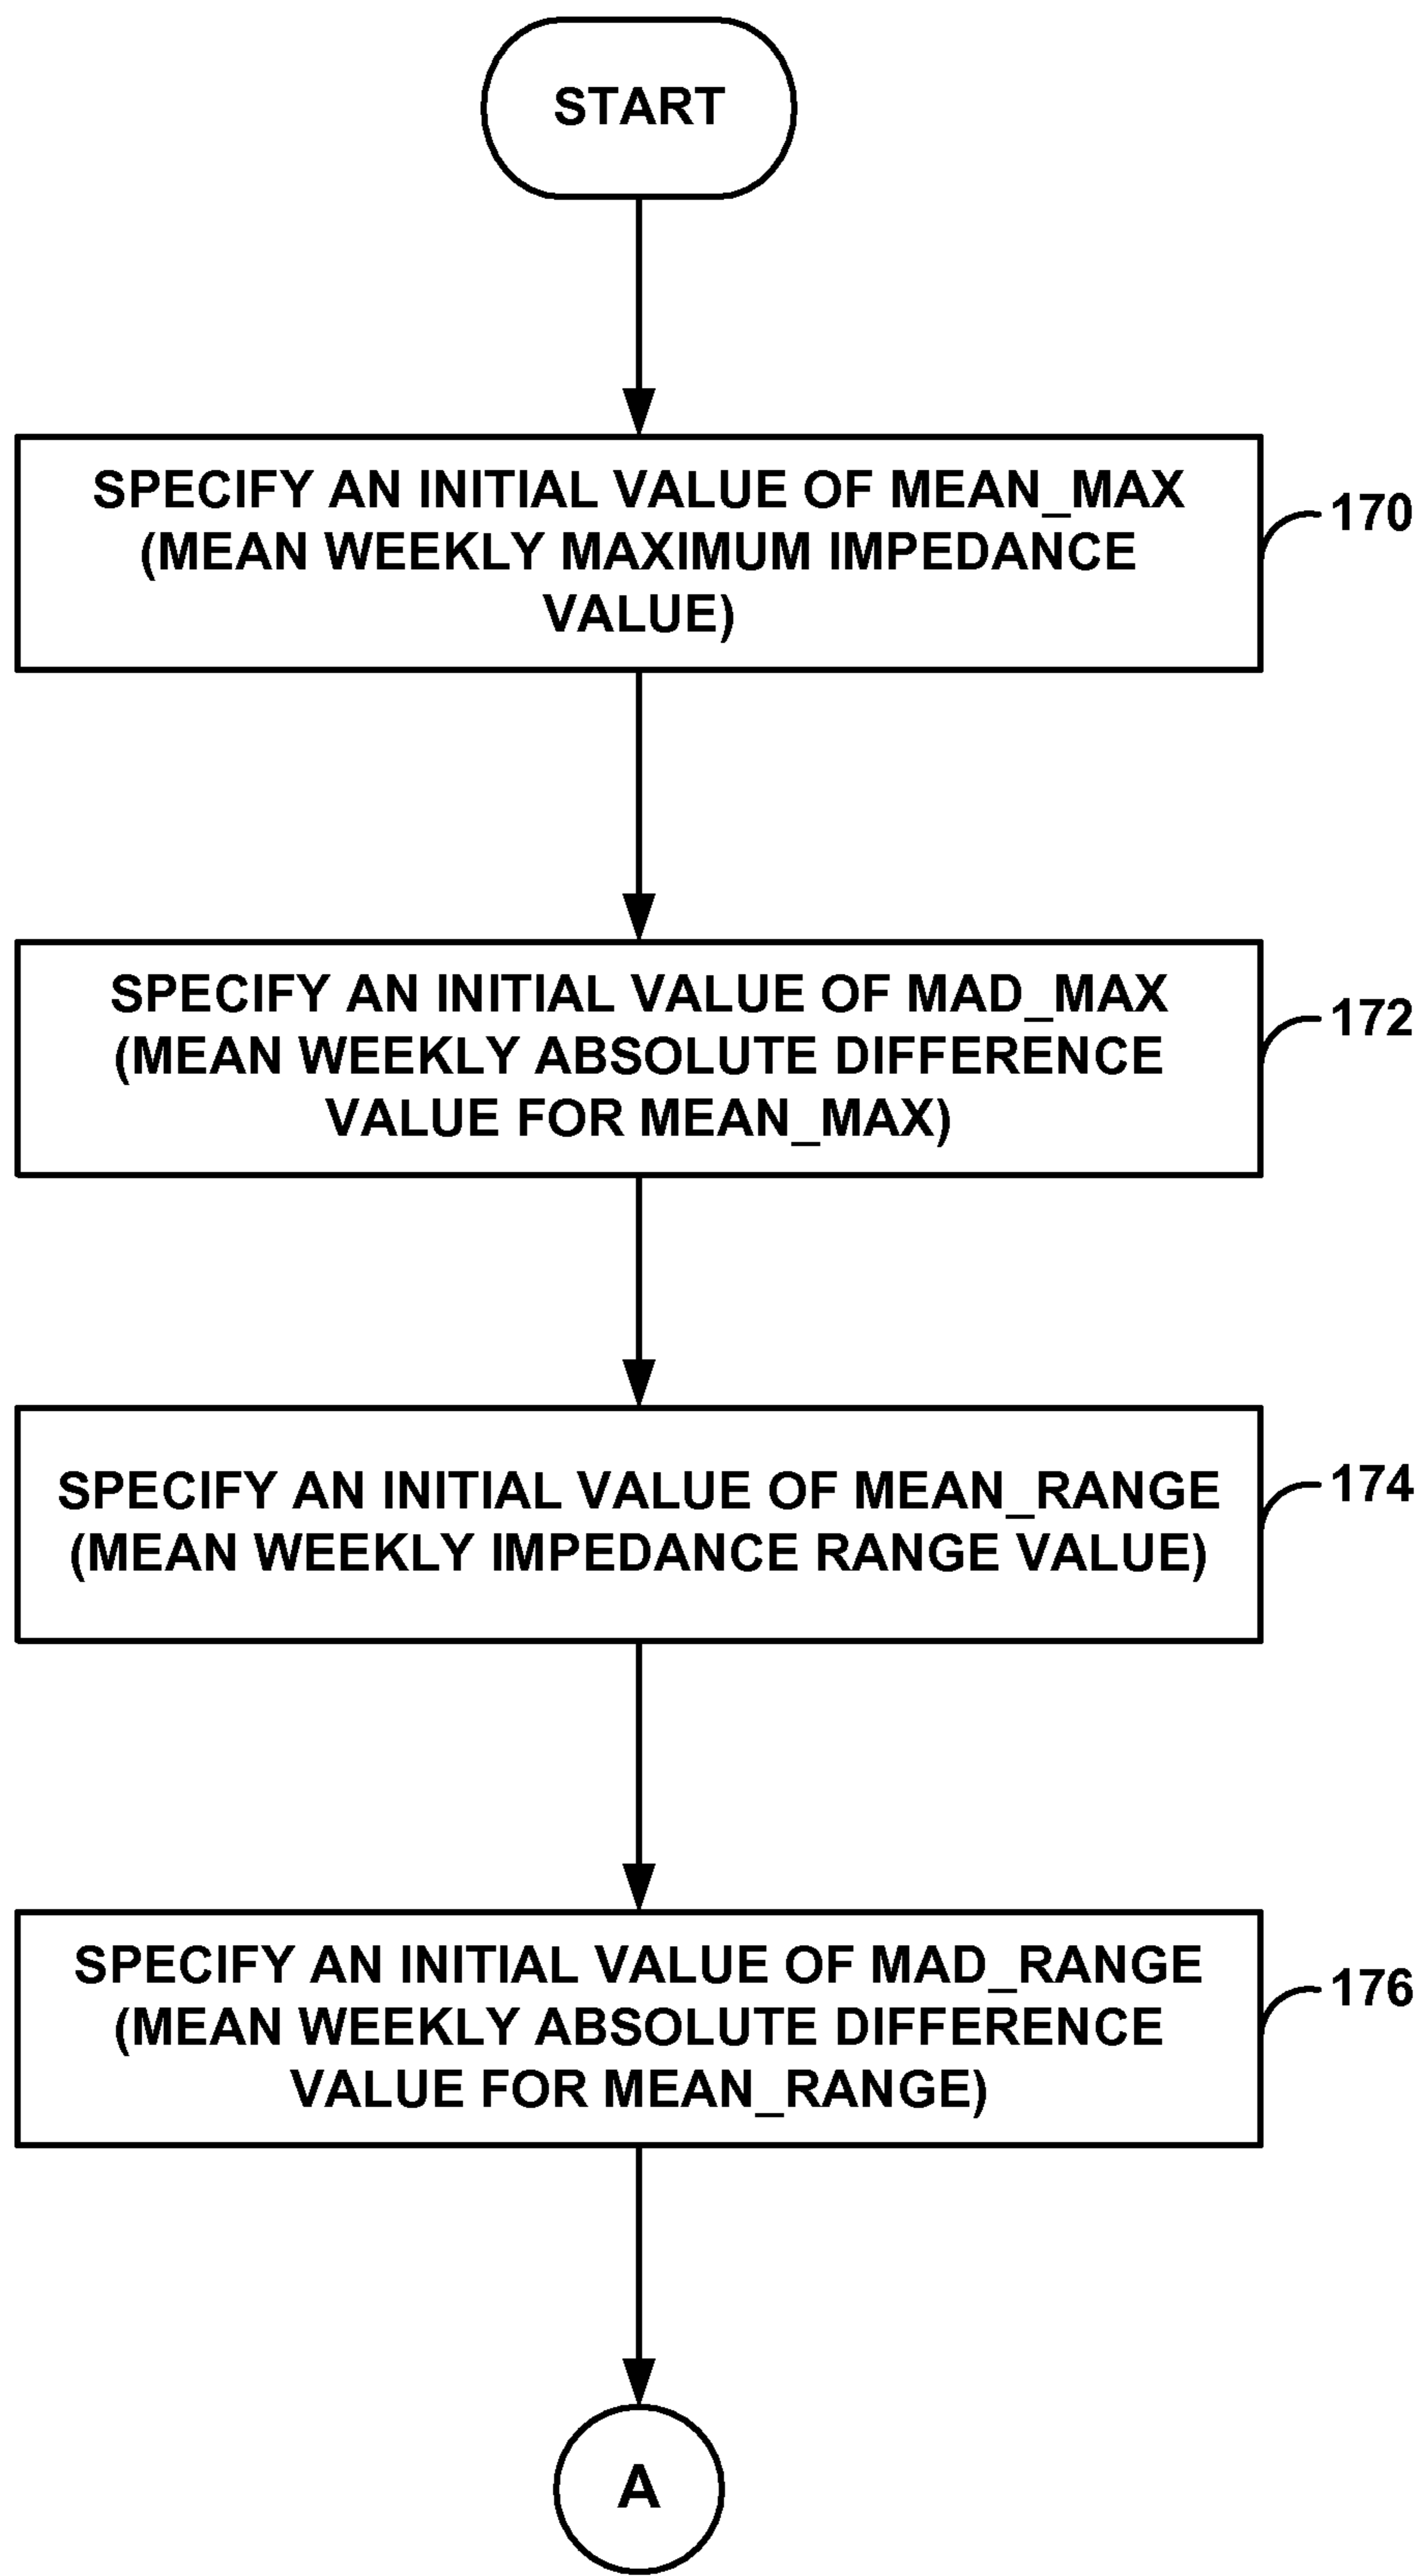 START
SPECIFY AN INITIAL VALUE OF MEAN_MAX
(MEAN WEEKLY MAXIMUM IMPEDANCE
VALUE)
170
SPECIFY AN INITIAL VALUE OF MAD_MAX
(MEAN WEEKLY ABSOLUTE DIFFERENCE
VALUE FOR MEAN_MAX)
172
SPECIFY AN INITIAL VALUE OF MEAN_RANGE
(MEAN WEEKLY IMPEDANCE RANGE VALUE)
174
SPECIFY AN INITIAL VALUE OF MAD_RANGE
(MEAN WEEKLY ABSOLUTE DIFFERENCE
VALUE FOR MEAN_RANGE)
176
A